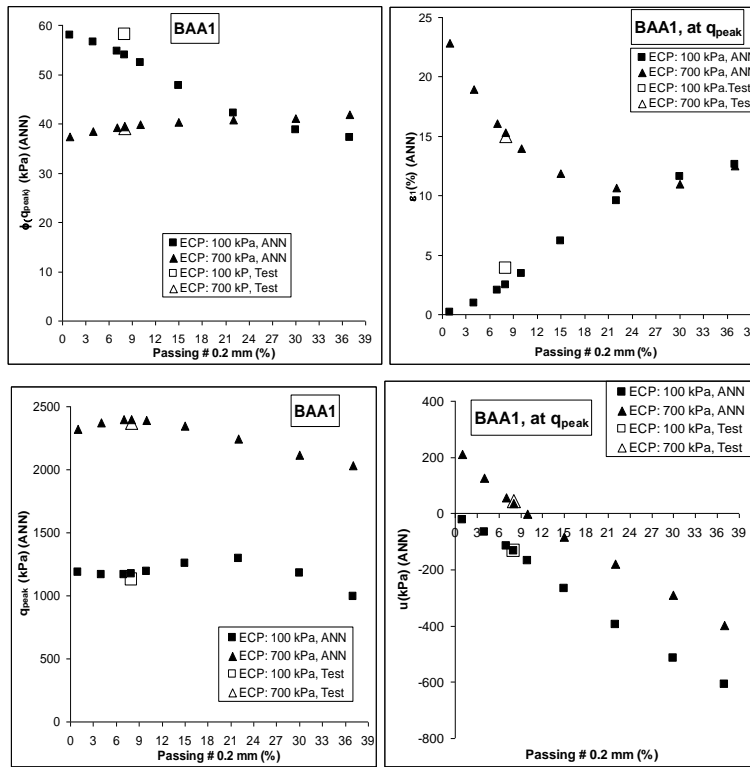 BAA1
60
50
40
30
20
10
0
ϕ(qpeak) (kPa) (ANN)
■ ECP: 100 kPa, ANN
▲ ECP: 700 kPa, ANN
□ ECP: 100 kP, Test
△ ECP: 700 kP, Test
0 3 6 9 12 15 18 21 24 27 30 33 36 39
Passing # 0.2 mm (%)
BAA1, at qpeak
25
20
15
10
5
0
ε1(%) (ANN)
■ ECP: 100 kPa, ANN
▲ ECP: 700 kPa, ANN
□ ECP: 100 kPa.Test
△ ECP: 700 kPa, Test
0 3 6 9 12 15 18 21 24 27 30 33 36
Passing # 0.2 mm (%)
BAA1
2500
2000
1500
1000
500
0
qpeak (kPa) (ANN)
■ ECP: 100 kPa, ANN
▲ ECP: 700 kPa, ANN
□ ECP: 100 kPa, Test
△ ECP: 700 kPa, Test
0 3 6 9 12 15 18 21 24 27 30 33 36 39
Passing # 0.2 mm (%)
■ ECP: 100 kPa, ANN
▲ ECP: 700 kPa, ANN
□ ECP: 100 kPa, Test
△ ECP: 700 kPa, Test
BAA1, at qpeak
400
200
0
-200
-400
-600
-800
u(kPa) (ANN)
0 3 6 9 12 15 18 21 24 27 30 33 36 39
Passing # 0.2 mm (%)